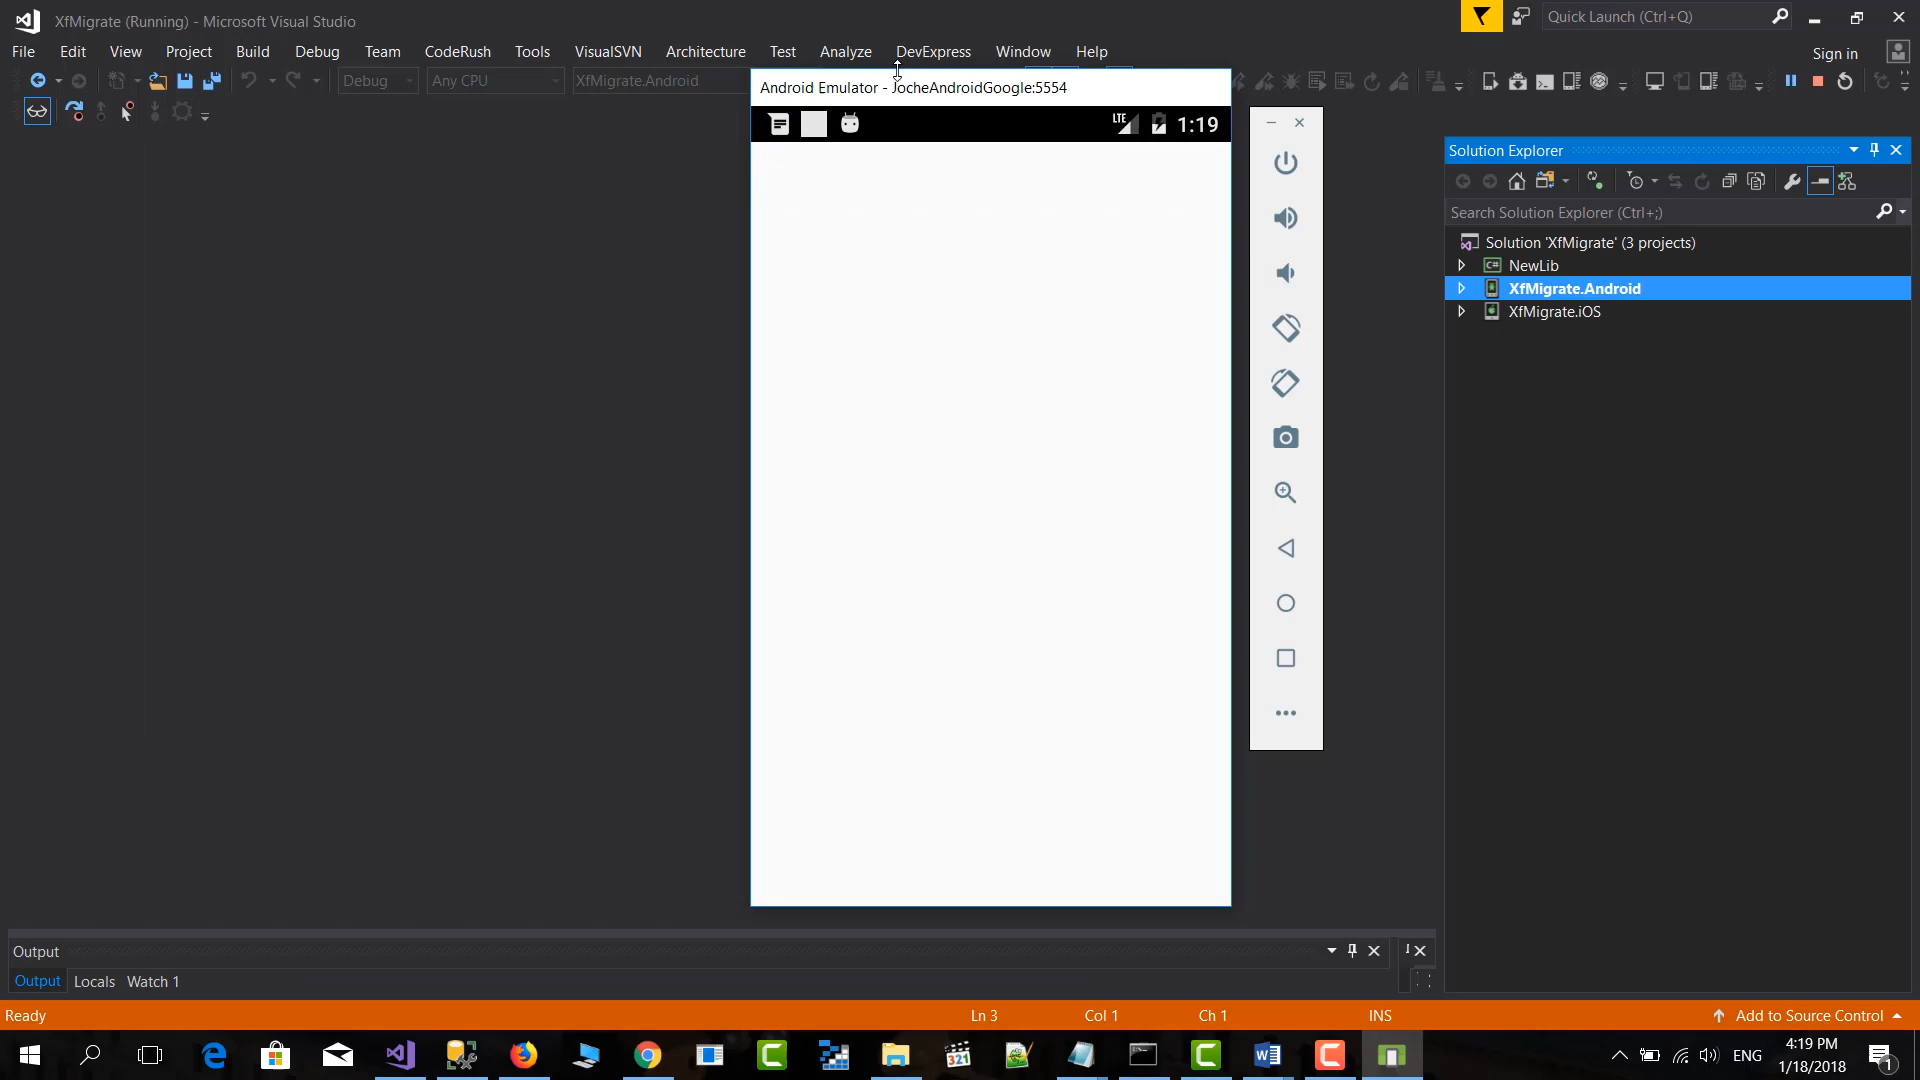 XfMigrate (Running) - Microsoft Visual Studio
Quick Launch (Ctrl+Q)
File Edit View Project Build Debug Team CodeRush Tools VisualSVN Architecture Test Analyze DevExpress Window Help
Sign in
Debug Any CPU XfMigrate.Android
Android Emulator - JocheAndroidGoogle:5554
LTE 1:19
Solution Explorer
Search Solution Explorer (Ctrl+;)
Solution 'XfMigrate' (3 projects)
C# NewLib
XfMigrate.Android
XfMigrate.iOS
Output
Output Locals Watch 1
Ready Ln 3 Col 1 Ch 1 INS Add to Source Control
321
ENG
4:19 PM
1/18/2018
1